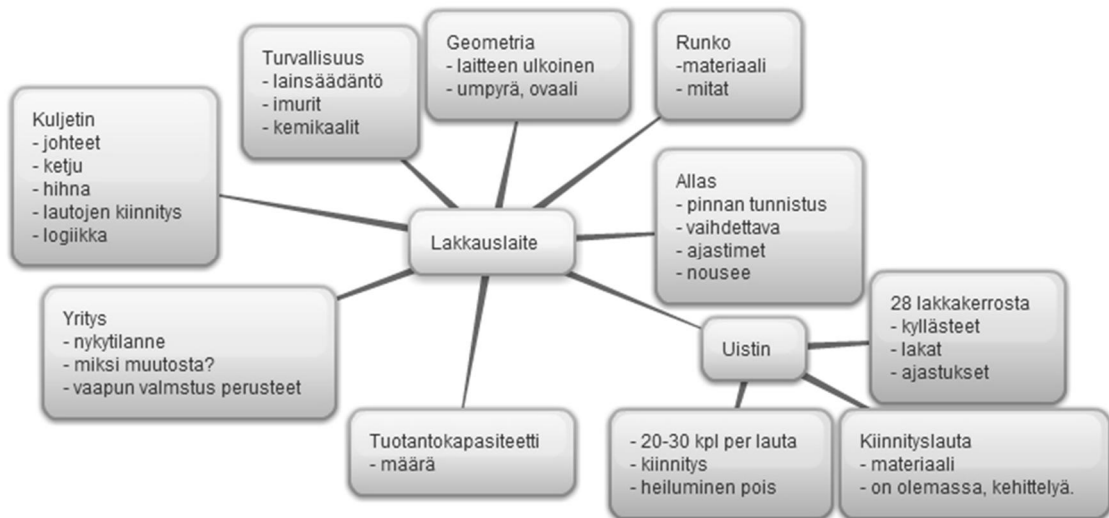 Geometria
- laitteen ulkoinen
- umpyrä, ovaali
Runko
-materiaali
- mitat
Turvallisuus
- lainsäädäntö
- imurit
- kemikaalit
Kuljetin
- johteet
- ketju
- hihna
- lautojen kiinnitys
- logiikka
Allas
- pinnan tunnistus
- vaihdettava
- ajastimet
- nousee
Lakkauslaite
28 lakkakerrosta
- kyllästeet
- lakat
- ajastukset
Yritys
- nykytilanne
- miksi muutosta?
- vaapun valmstus perusteet
Uistin
Tuotantokapasiteetti
- määrä
- 20-30 kpl per lauta
- kiinnitys
- heiluminen pois
Kiinnityslauta
- materiaali
- on olemassa, kehittelyä.